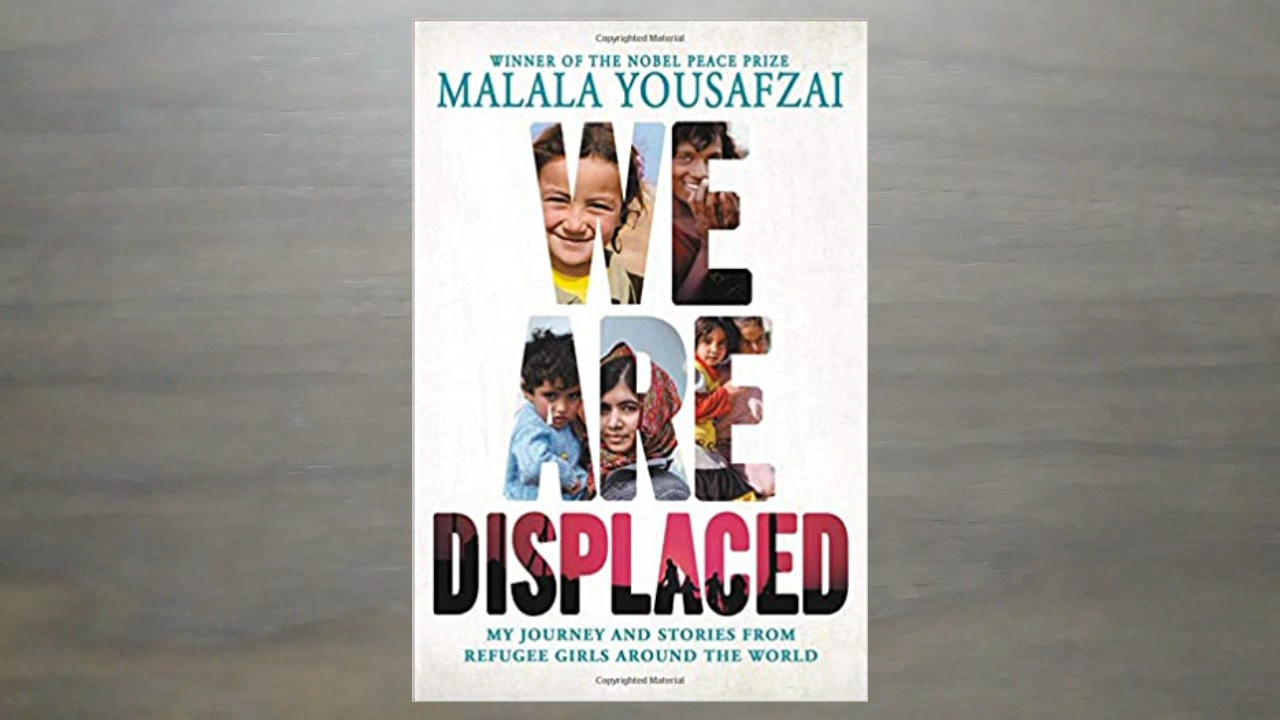 Copyrighted Material
WINNER OF THE NOBEL PEACE PRIZE
MALALA YOUSAFZAI
WE
ARE
DISPLACED
MY JOURNEY AND STORIES FROM
REFUGEE GIRLS AROUND THE WORLD
Copyrighted Material